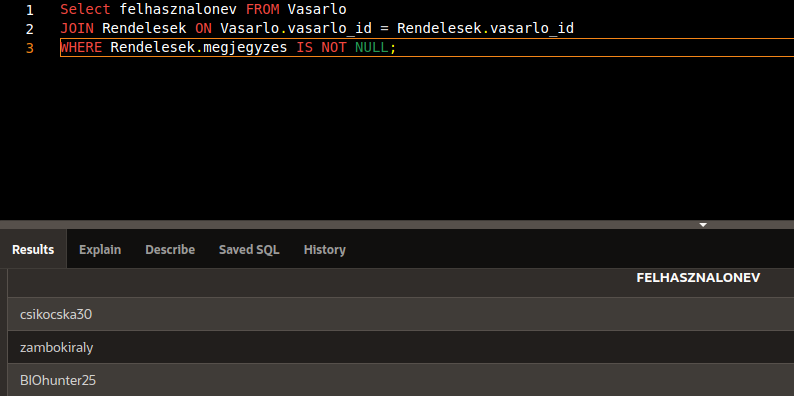 1 Select felhasznalonev FROM Vasarlo
2 JOIN Rendelesek ON Vasarlo.vasarlo_id = Rendelesek.vasarlo_id
3 WHERE Rendelesek.megjegyzes IS NOT NULL;
Results Explain Describe Saved SQL History
FELHASZNALONEV
csikocska30
zambokiraly
BIOhunter25